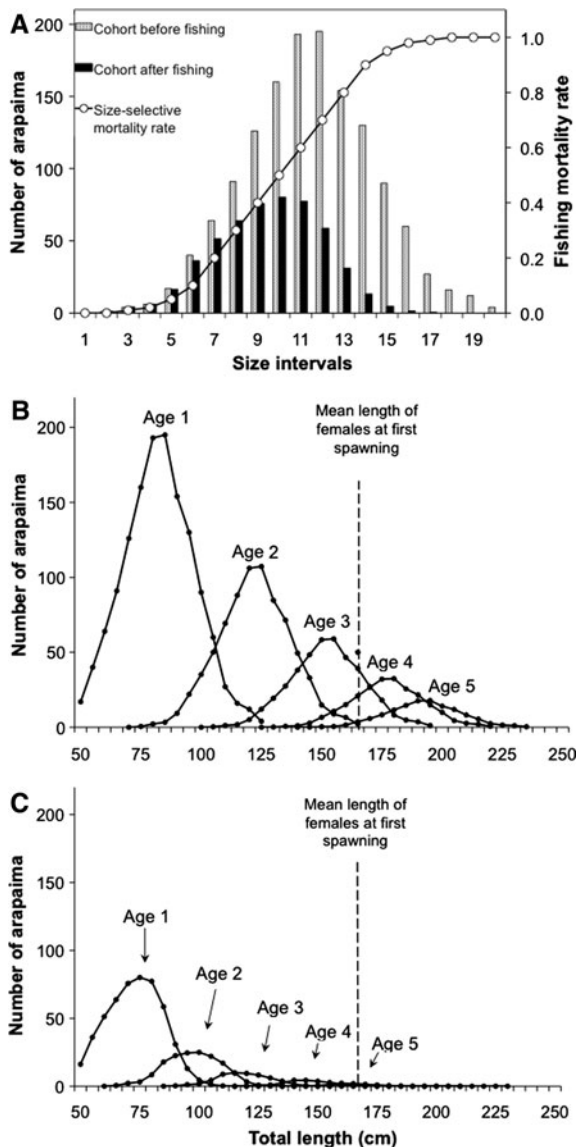 A
Number of arapaima
200
150
100
50
0
Cohort before fishing
Cohort after fishing
Size-selective
mortality rate
1.0
0.8
0.6
0.4
0.2
0.0
Fishing mortality rate
1 3 5 7 9 11 13 15 17 19
Size intervals
B
Number of arapaima
200
150
100
50
0
Age 1
Age 2
Age 3
Age 4
Age 5
Mean length of
females at first
spawning
50 75 100 125 150 175 200 225 250
C
Number of arapaima
200
150
100
50
0
Age 1
Age 2
Age 3
Age 4
Age 5
Mean length of
females at first
spawning
50 75 100 125 150 175 200 225 250
Total length (cm)